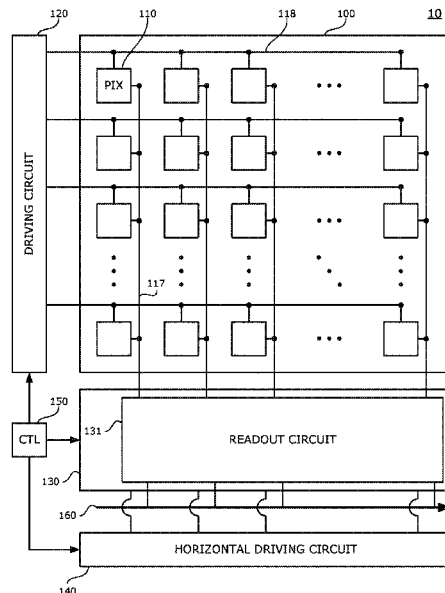 120
110
118
100
10
PIX
DRIVING CIRCUIT
117
150
CTL
131
READOUT CIRCUIT
130
160
HORIZONTAL DRIVING CIRCUIT
140